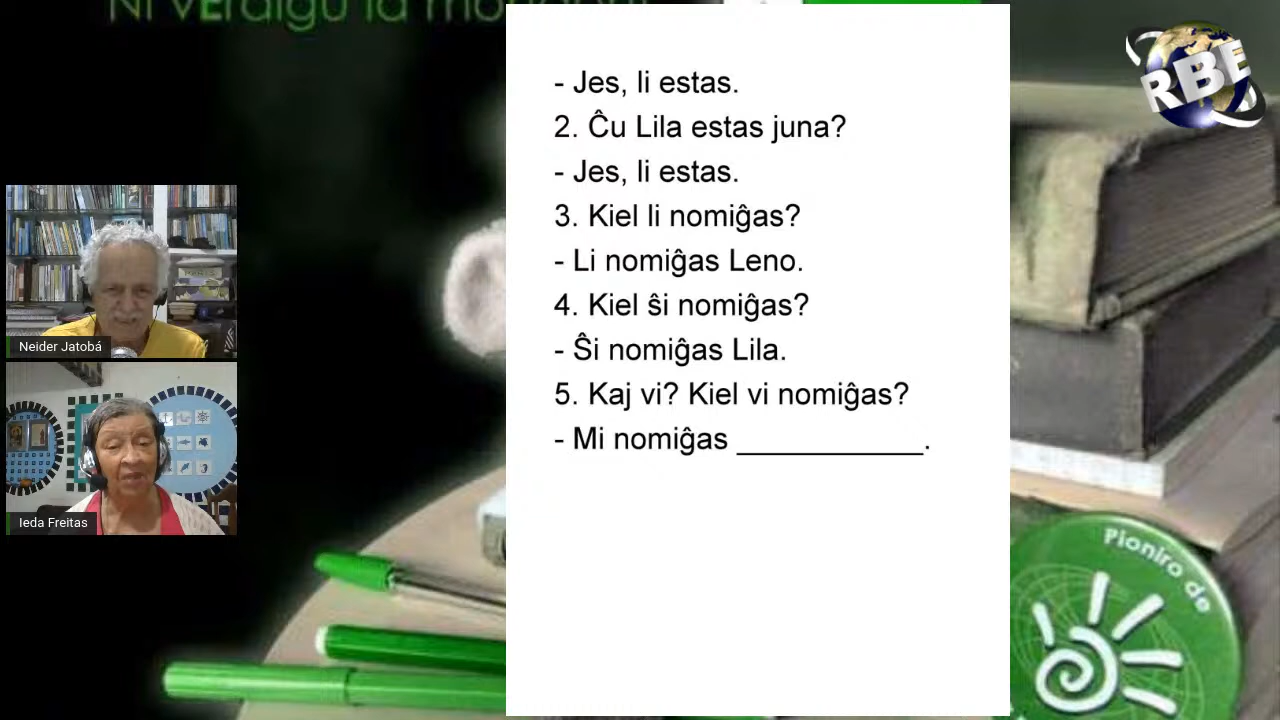 - Jes, li estas.
2. Ĉu Lila estas juna?
- Jes, li estas.
3. Kiel li nomiĝas?
- Li nomiĝas Leno.
4. Kiel ŝi nomiĝas?
- Ŝi nomiĝas Lila.
5. Kaj vi? Kiel vi nomiĝas?
- Mi nomiĝas ___________.
Neider Jatobá
Ieda Freitas
RBE
Pioniro de